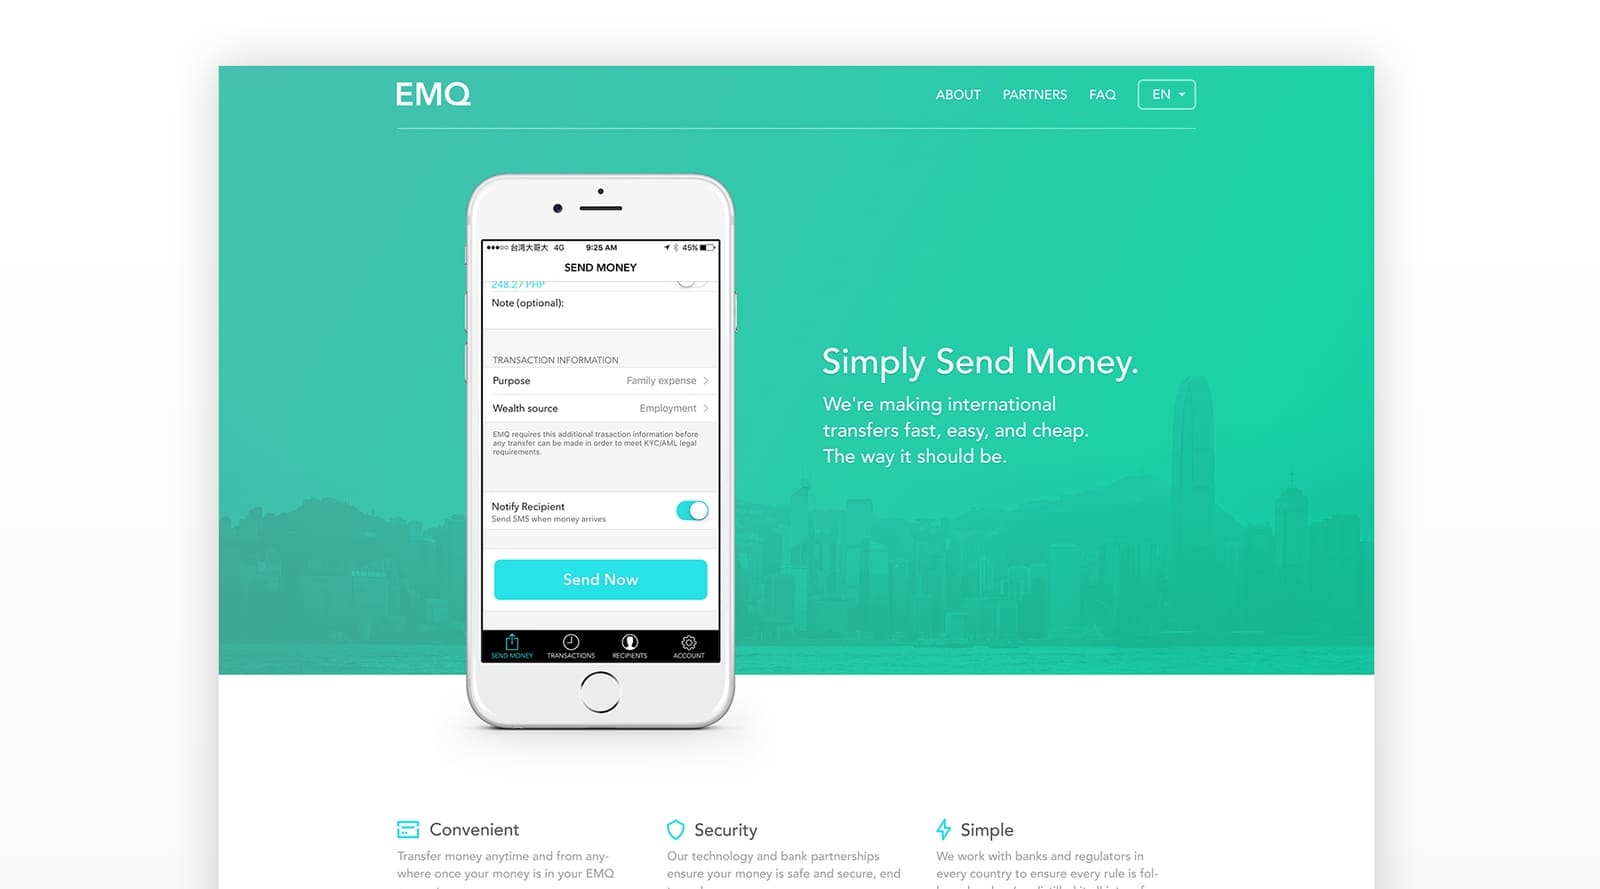 EMQ
ABOUT PARTNERS FAQ EN
●●●○○ 台湾大哥大 4G 9:25 AM 45%
SEND MONEY
248.27 PHP
Note (optional):
TRANSACTION INFORMATION
Purpose Family expense
Wealth source Employment
EMQ requires this additional trasaction information before
any transfer can be made in order to meet KYC/AML legal
requirements.
Notify Recipient
Send SMS when money arrives
Send Now
SEND MONEY TRANSACTIONS RECIPIENTS ACCOUNT
Simply Send Money.
We're making international
transfers fast, easy, and cheap.
The way it should be.
Convenient
Transfer money anytime and from any-
where once your money is in your EMQ
Security
Our technology and bank partnerships
ensure your money is safe and secure, end
Simple
We work with banks and regulators in
every country to ensure every rule is fol-